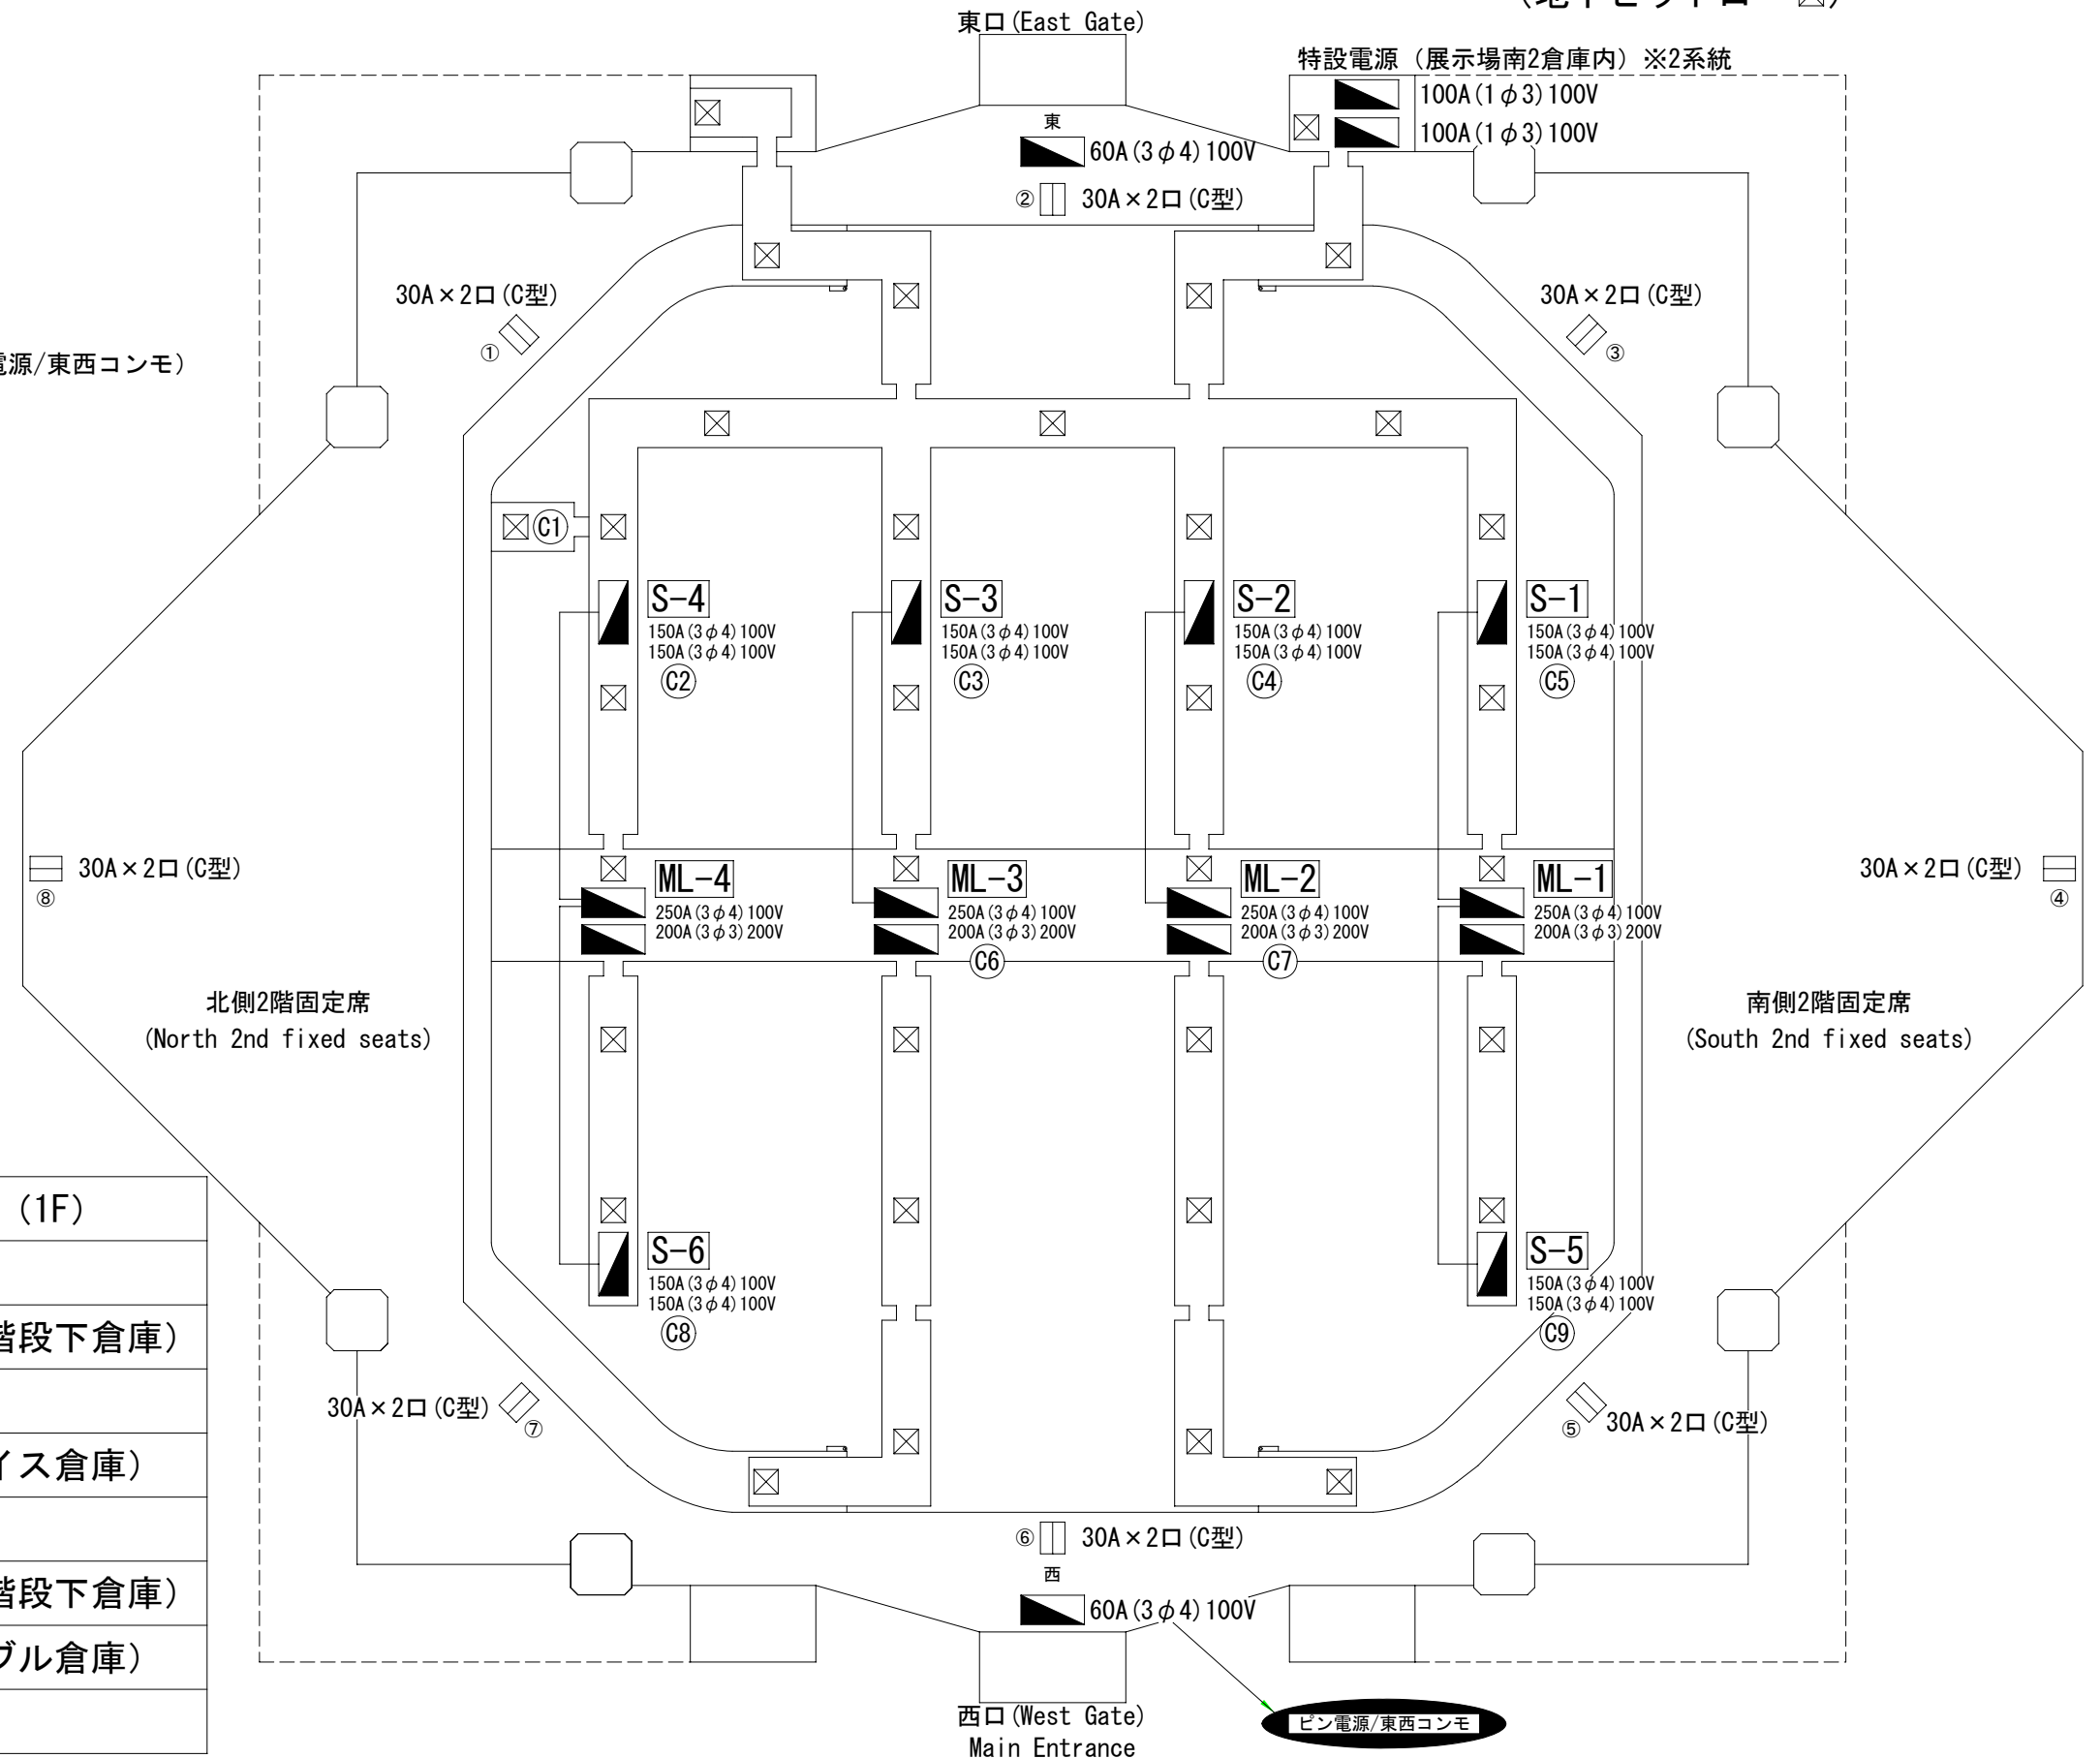 東口(East Gate)
特設電源（展示場南2倉庫内）※2系統
100A(1φ3)100V
100A(1φ3)100V
東
60A(3φ4)100V
② 30A×2口(C型)
30A×2口(C型)
①
30A×2口(C型)
③
電源/東西コンモ）
C1
S-4
150A(3φ4)100V
150A(3φ4)100V
C2
S-3
150A(3φ4)100V
150A(3φ4)100V
C3
S-2
150A(3φ4)100V
150A(3φ4)100V
C4
S-1
150A(3φ4)100V
150A(3φ4)100V
C5
30A×2口(C型)
⑧
ML-4
250A(3φ4)100V
200A(3φ3)200V
ML-3
250A(3φ4)100V
200A(3φ3)200V
C6
ML-2
250A(3φ4)100V
200A(3φ3)200V
C7
ML-1
250A(3φ4)100V
200A(3φ3)200V
30A×2口(C型)
④
北側2階固定席
(North 2nd fixed seats)
南側2階固定席
(South 2nd fixed seats)
(1F)
階段下倉庫）
イス倉庫）
階段下倉庫）
ブル倉庫）
S-6
150A(3φ4)100V
150A(3φ4)100V
C8
S-5
150A(3φ4)100V
150A(3φ4)100V
C9
30A×2口(C型)
⑦
30A×2口(C型)
⑤
⑥ 30A×2口(C型)
西
60A(3φ4)100V
西口(West Gate)
Main Entrance
ピン電源/東西コンモ